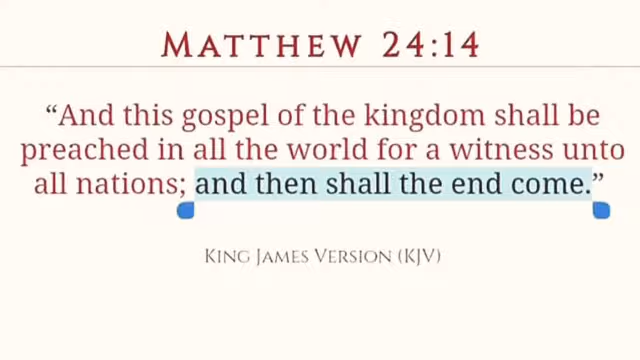 MATTHEW 24:14
“And this gospel of the kingdom shall be
preached in all the world for a witness unto
all nations; and then shall the end come.”
KING JAMES VERSION (KJV)